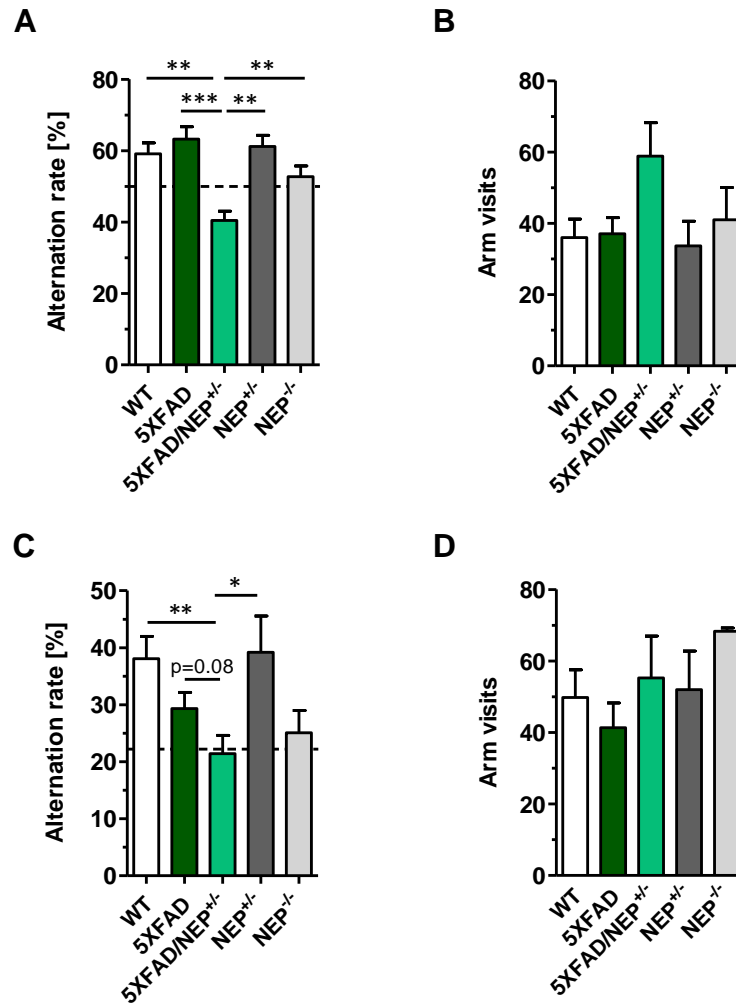 A
Alternation rate [%]
80
60
40
20
0
** **
*** **
WT
5XFAD
5XFAD/NEP+/-
NEP+/-
NEP-/-
B
Arm visits
80
60
40
20
0
WT
5XFAD
5XFAD/NEP+/-
NEP+/-
NEP-/-
C
Alternation rate [%]
50
40
30
20
10
0
*
**
p=0.08
WT
5XFAD
5XFAD/NEP+/-
NEP+/-
NEP-/-
D
Arm visits
80
60
40
20
0
WT
5XFAD
5XFAD/NEP+/-
NEP+/-
NEP-/-